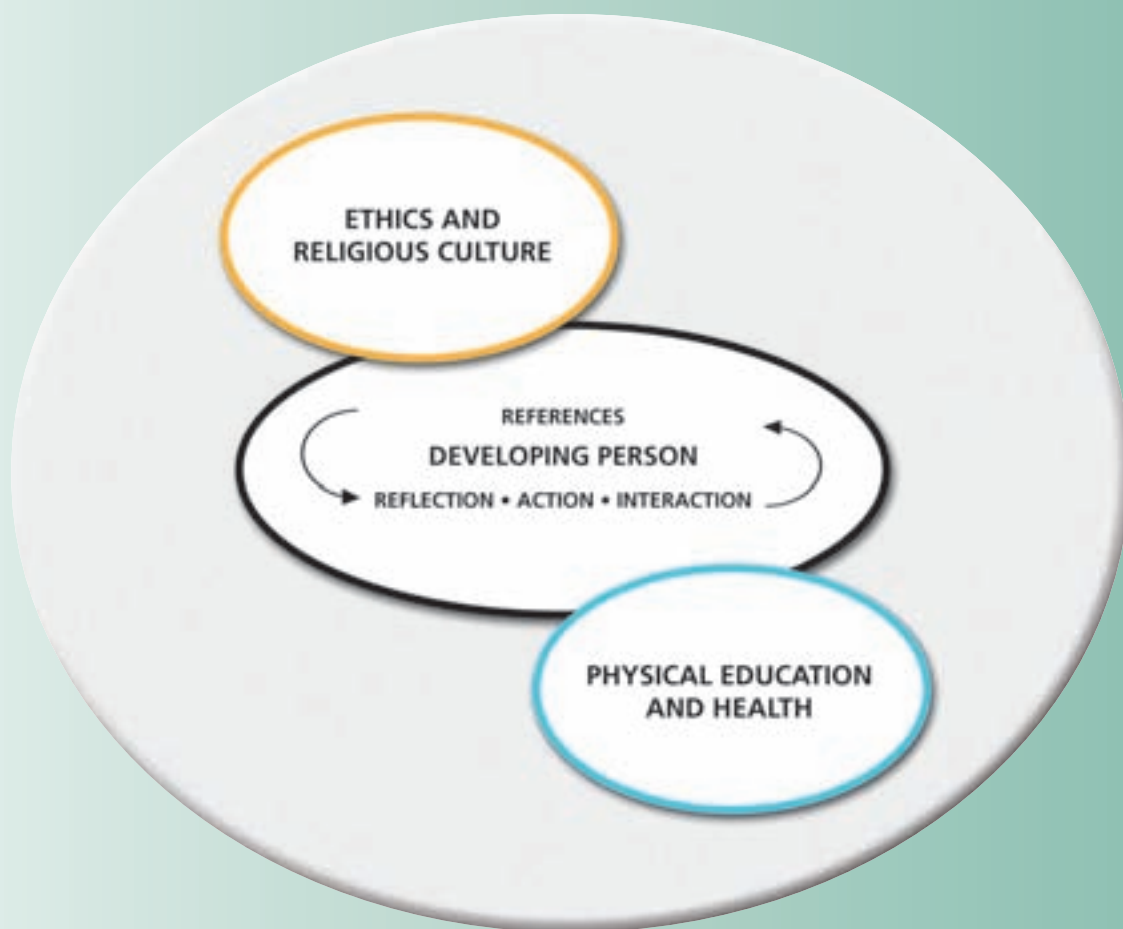 ETHICS AND
RELIGIOUS CULTURE
REFERENCES
DEVELOPING PERSON
REFLECTION • ACTION • INTERACTION
PHYSICAL EDUCATION
AND HEALTH